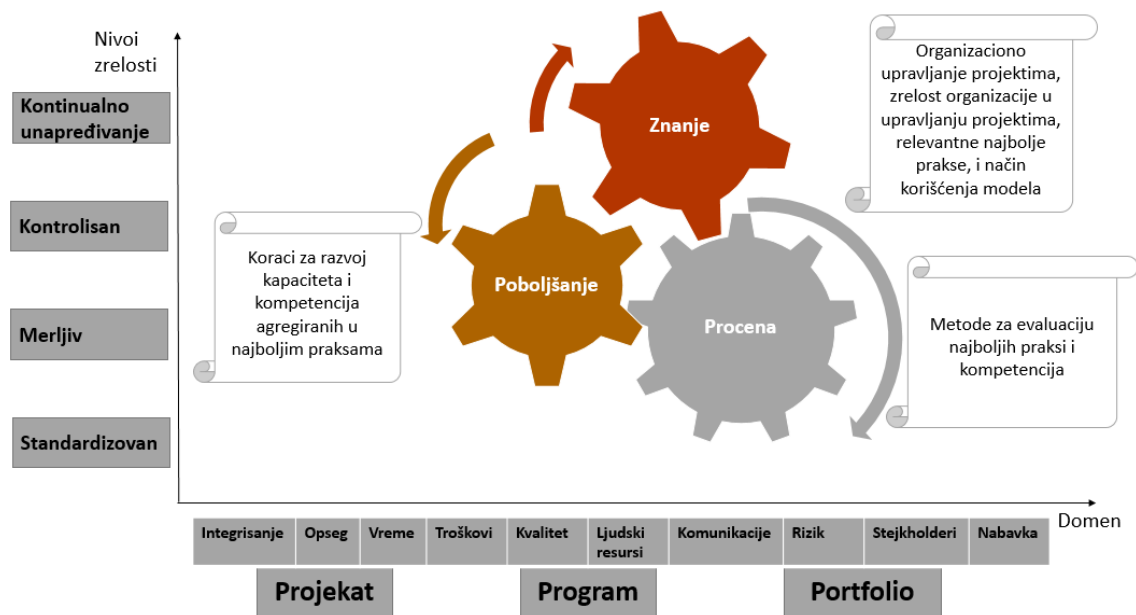 Nivoi
zrelosti
Kontinualno
unapređivanje
Kontrolisan
Merljiv
Standardizovan
Koraci za razvoj
kapaciteta i
kompetencija
agregiranih u
najboljim praksama
Poboljšanje
Znanje
Procena
Organizaciono
upravljanje projektima,
zrelost organizacije u
upravljanju projektima,
relevantne najbolje
prakse, i način
korišćenja modela
Metode za evaluaciju
najboljih praksi i
kompetencija
Domen
Integrisanje
Opseg
Vreme
Troškovi
Kvalitet
Ljudski
resursi
Komunikacije
Rizik
Stejkholderi
Nabavka
Projekat
Program
Portfolio